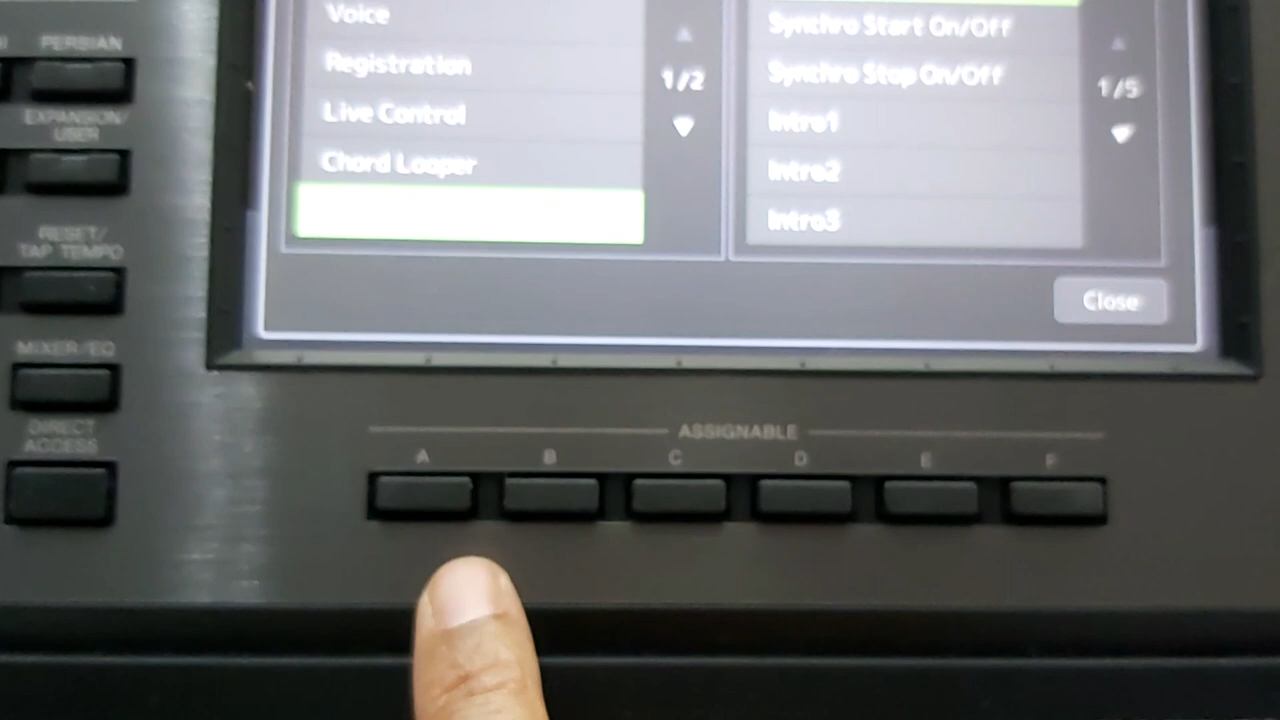 Voice
Registration
Live Control
Chord Looper
1/2
Synchro Start On/Off
Synchro Stop On/Off
Intro1
Intro2
Intro3
1/5
Close
PERSIAN
EXPANSION/
USER
RESET/
TAP TEMPO
MIXER/EQ
DIRECT
ACCESS
ASSIGNABLE
A B C D E F